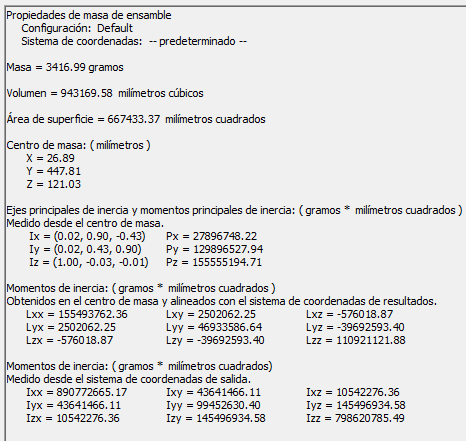 Propiedades de masa de ensamble
Configuración: Default
Sistema de coordenadas: -- predeterminado --
Masa = 3416.99 gramos
Volumen = 943169.58 milímetros cúbicos
Área de superficie = 667433.37 milímetros cuadrados
Centro de masa: ( milímetros )
X = 26.89
Y = 447.81
Z = 121.03
Ejes principales de inercia y momentos principales de inercia: ( gramos * milímetros cuadrados )
Medido desde el centro de masa.
Ix = (0.02, 0.90, -0.43) Px = 27896748.22
Iy = (0.02, 0.43, 0.90) Py = 129896527.94
Iz = (1.00, -0.03, -0.01) Pz = 155555194.71
Momentos de inercia: ( gramos * milímetros cuadrados )
Obtenidos en el centro de masa y alineados con el sistema de coordenadas de resultados.
Lxx = 155493762.36 Lxy = 2502062.25 Lxz = -576018.87
Lyx = 2502062.25 Lyy = 46933586.64 Lyz = -39692593.40
Lzx = -576018.87 Lzy = -39692593.40 Lzz = 110921121.88
Momentos de inercia: ( gramos * milímetros cuadrados)
Medido desde el sistema de coordenadas de salida.
Ixx = 890772665.17 Ixy = 43641466.11 Ixz = 10542276.36
Iyx = 43641466.11 Iyy = 99452630.40 Iyz = 145496934.58
Izx = 10542276.36 Izy = 145496934.58 Izz = 798620785.49